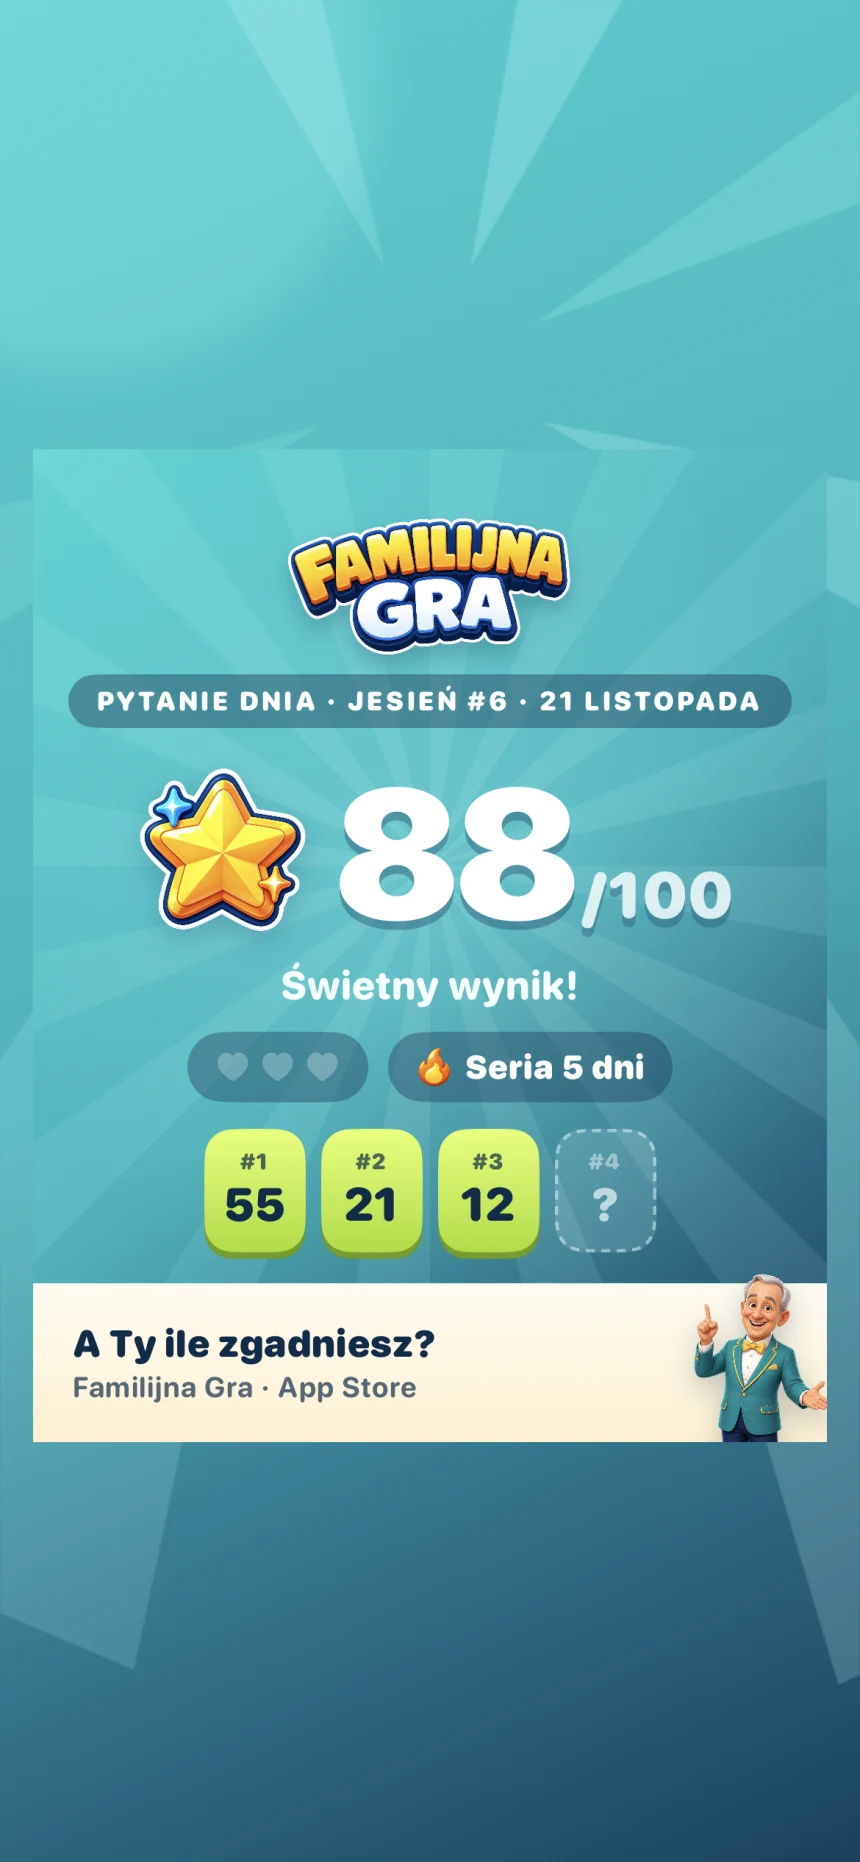 FAMILIJNA
GRA
PYTANIE DNIA · JESIEŃ #6 · 21 LISTOPADA
88/100
Świetny wynik!
🔥 Seria 5 dni
#1 #2 #3 #4
55 21 12 ?
A Ty ile zgadniesz?
Familijna Gra · App Store